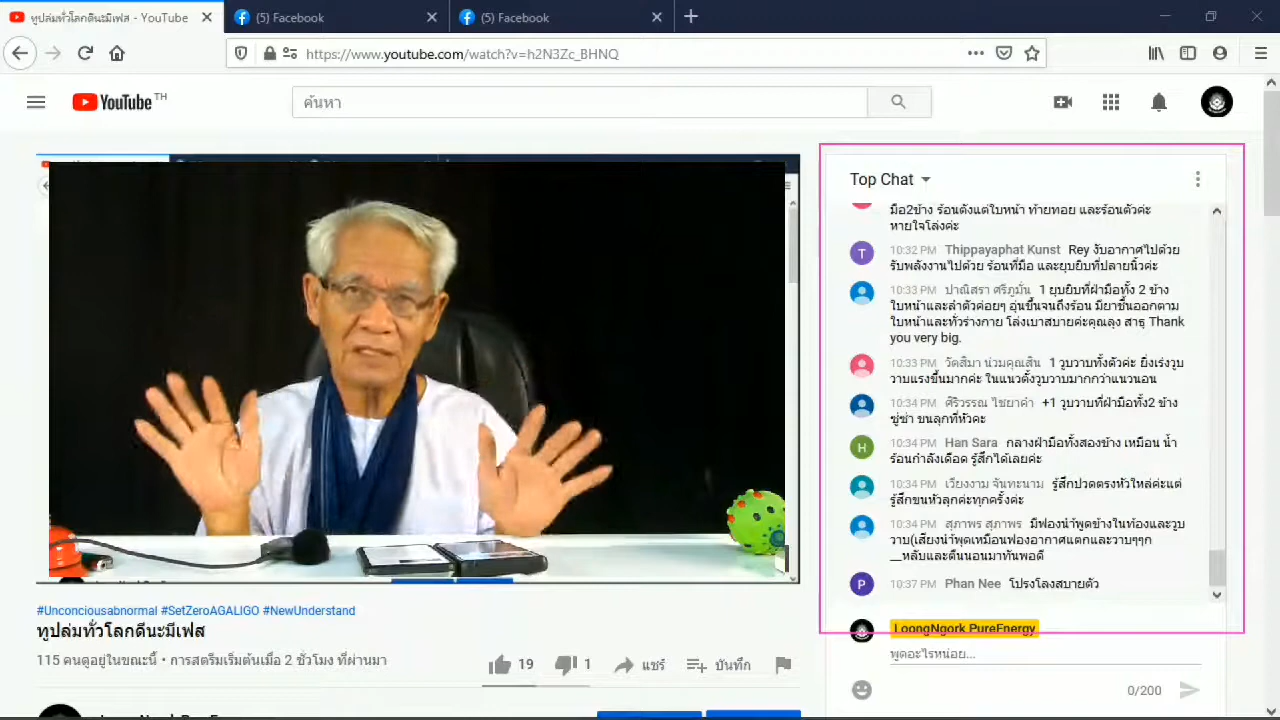 ทูปล่มทั่วโลกดีนะมีเฟส - YouTube
(5) Facebook
(5) Facebook
https://www.youtube.com/watch?v=h2N3Zc_BHNQ
YouTube TH
ค้นหา
Top Chat
มือ2ข้าง ร้อนตั้งแต่ใบหน้า ท้ายทอย และร้อนตัวค่ะ
หายใจโล่งค่ะ
10:32 PM Thippayaphat Kunst Rey งับอากาศไปด้วย
รับพลังงานไปด้วย ร้อนที่มือ และยุบยิบที่ปลายนิ้วค่ะ
10:33 PM ปาณิสรา ศรีภูมั่น 1 ยุบยิบที่ฝ่ามือทั้ง 2 ข้าง
ใบหน้าและลำตัวค่อยๆ อุ่นขึ้นจนถึงร้อน มียาซึ้นออกตาม
ใบหน้าและทั่วร่างกาย โล่งเบาสบายค่ะคุณลุง สาธุ Thank
you very big.
10:33 PM วัดสิมา น่วมคุณสิน 1 วูบวาบทั้งตัวค่ะ ยิ่งเร่งวูบ
วาบแรงขึ้นมากค่ะ ในแนวตั้งวูบวาบมากกว่าแนวนอน
10:34 PM ศิริวรรณ ไชยาคำ +1 วูบวาบที่ฝ่ามือทั้ง2 ข้าง
ซู่ซ่า ขนลุกที่หัวคะ
10:34 PM Han Sara กลางฝ่ามือทั้งสองข้าง เหมือน น้ำ
ร้อนกำลังเดือด รู้สึกได้เลยค่ะ
10:34 PM เวียงงาม จันทะนาม รู้สึกปวดตรงหัวใหล่ค่ะแต่
รู้สึกขนหัวลุกค่ะทุกครั้งค่ะ
10:34 PM สุภาพร สุภาพร มีฟองน้ำพูดข้างในท้องและวูบ
วาบ(เสียงน้ำพูดเหมือนฟองอากาศแตกและวาบๆๆก
__หลับและตื่นนอนมาทันพอดี
10:37 PM Phan Nee โปรงโลงสบายตัว
LoongNgork PureEnergy
พูดอะไรหน่อย...
0/200
#Unconciousabnormal #SetZeroAGALIGO #NewUnderstand
ทูปล่มทั่วโลกดีนะมีเฟส
115 คนดูอยู่ในขณะนี้ • การสตรีมเริ่มต้นเมื่อ 2 ชั่วโมง ที่ผ่านมา
19
1
แชร์
บันทึก